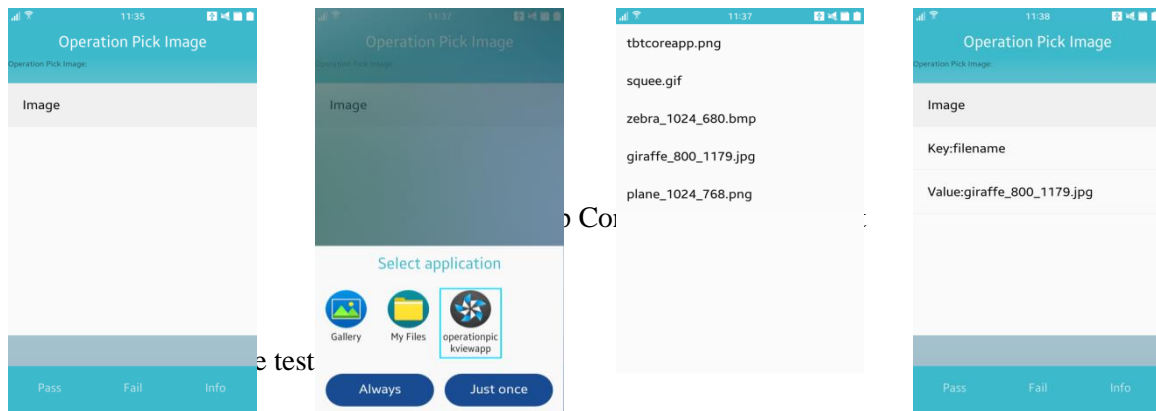 11:35
Operation Pick Image
Operation Pick Image:
Image
Pass Fail Info
11:37
Operation Pick Image
Operation Pick Image:
Image
Select application
Gallery
My Files
operationpic
kviewapp
Always Just once
11:37
tbtcoreapp.png
squee.gif
zebra_1024_680.bmp
giraffe_800_1179.jpg
plane_1024_768.png
11:38
Operation Pick Image
Operation Pick Image:
Image
Key:filename
Value:giraffe_800_1179.jpg
Pass Fail Info
test